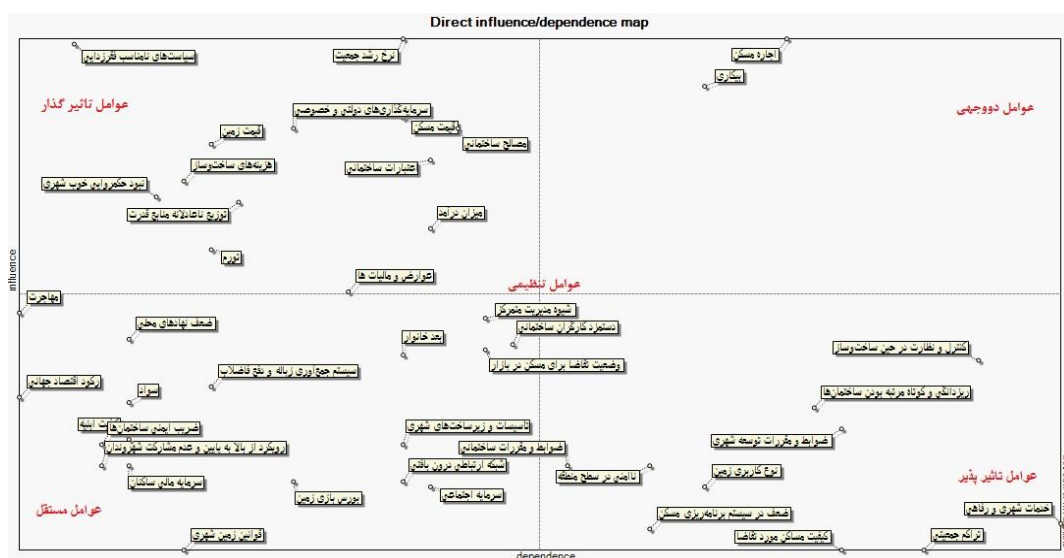 Direct influence/dependence map
سیاست‌های نامناسب فقرزدایی
نرخ رشد جمعیت
اجاره مسکن
بیکاری
عوامل تاثیر گذار
عوامل دووجهی
سرمایه‌گذاری‌های دولتی و خصوصی
قیمت مسکن
قیمت زمین
مصالح ساختمانی
هزینه‌های ساخت‌وساز
اعتبارات ساختمانی
نبود حکمروایی خوب شهری
توزیع ناعادلانه منابع قدرت
میزان درآمد
تورم
عوارض و مالیات ها
عوامل تنظیمی
influence
مهاجرت
شیوه مدیریت متمرکز
ضعف نهادهای محلی
دستمزد کارگران ساختمانی
بعد خانوار
کنترل و نظارت در حین ساخت‌وساز
وضعیت تقاضا برای مسکن در بازار
سیستم جمع‌آوری زباله و دفع فاضلاب
رکود اقتصاد جهانی
سواد
ریزدانگی و کوتاه مرتبه بودن ساختمان‌ها
ابنیه
ضریب ایمنی ساختمان‌ها
تاسیسات و زیرساخت‌های شهری
ضوابط و مقررات توسعه شهری
رویکرد از بالا به پایین و عدم مشارکت شهروندان
ضوابط و مقررات ساختمانی
شبکه ارتباطی درون بافتی
ناامنی در سطح منطقه
نوع کاربری زمین
عوامل تاثیر پذیر
سرمایه مالی ساکنان
بورس بازی زمین
سرمایه اجتماعی
عوامل مستقل
خدمات شهری و رفاهی
ضعف در سیستم برنامه‌ریزی مسکن
قوانین زمین شهری
کیفیت مساکن مورد تقاضا
تراکم جمعیتی
dependence